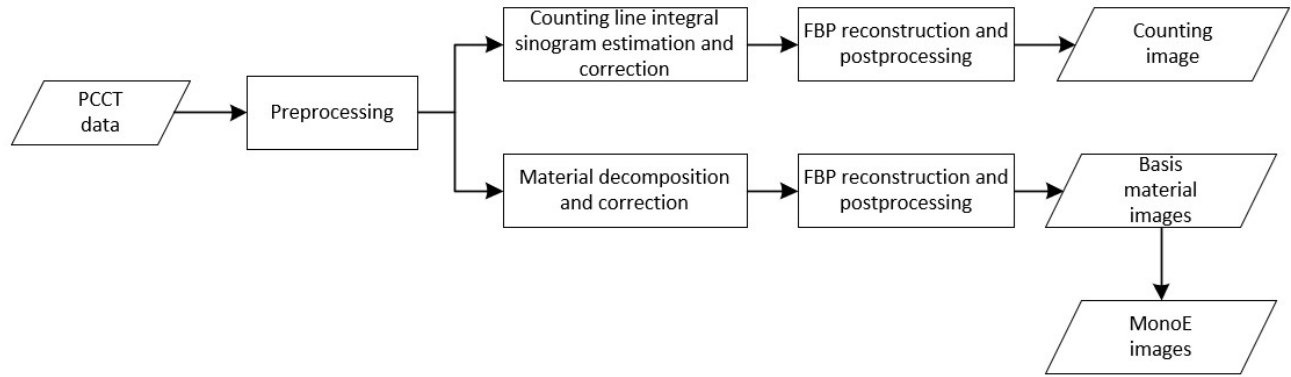 PCCT
data
Preprocessing
Counting line integral
sinogram estimation and
correction
FBP reconstruction and
postprocessing
Counting
image
Material decomposition
and correction
FBP reconstruction and
postprocessing
Basis
material
images
MonoE
images